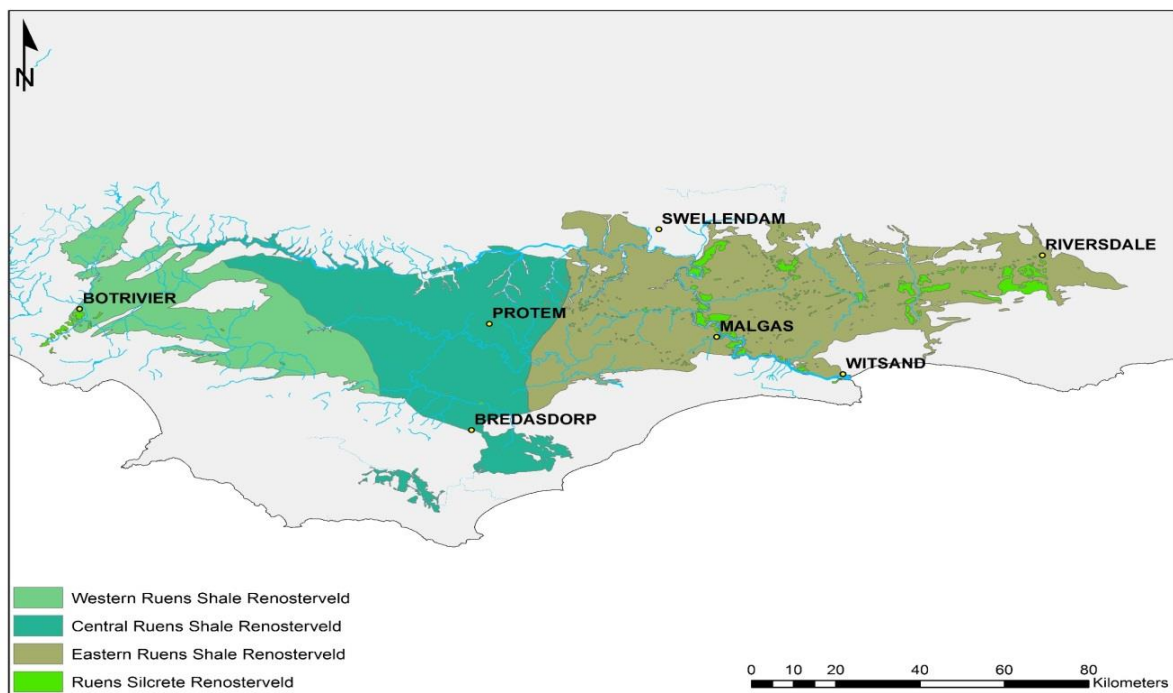 N
SWELLENDAM
RIVERSDALE
BOTRIVIER
PROTEM
MALGAS
WITSAND
BREDASDORP
Western Ruens Shale Renosterveld
Central Ruens Shale Renosterveld
Eastern Ruens Shale Renosterveld
Ruens Silcrete Renosterveld
0 5 10 20 40 60 80
Kilometers